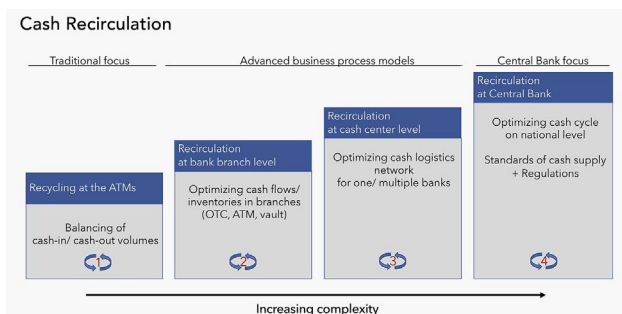 Cash Recirculation
Traditional focus
Advanced business process models
Central Bank focus
Recycling at the ATMs
Balancing of
cash-in/ cash-out volumes
1
Recirculation
at bank branch level
Optimizing cash flows/
inventories in branches
(OTC, ATM, vault)
2
Recirculation
at cash center level
Optimizing cash logistics
network
for one/ multiple banks
3
Recirculation
at Central Bank
Optimizing cash cycle
on national level
Standards of cash supply
+ Regulations
4
Increasing complexity